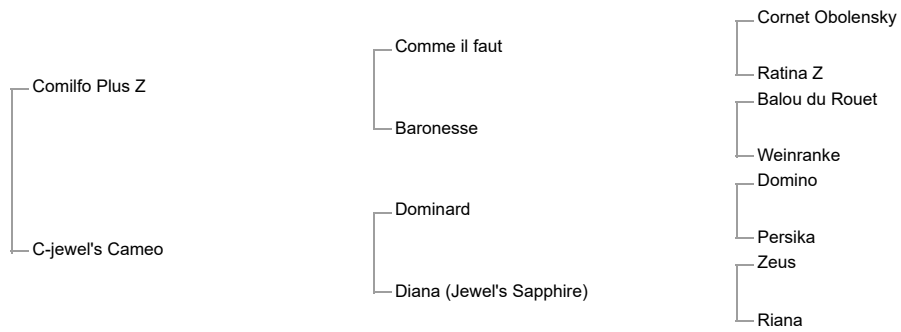 Cornet Obolensky
Comme il faut
Ratina Z
Comilfo Plus Z
Balou du Rouet
Baronesse
Weinranke
Domino
Dominard
Persika
C-jewel's Cameo
Zeus
Diana (Jewel's Sapphire)
Riana